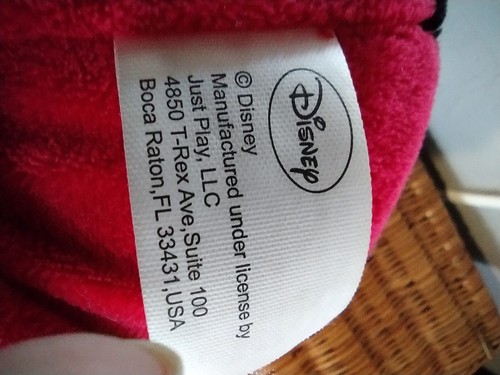 Disney
© Disney
Manufactured under license by
Just Play, LLC
4850 T-Rex Ave,Suite 100
Boca Raton,FL 33431,USA